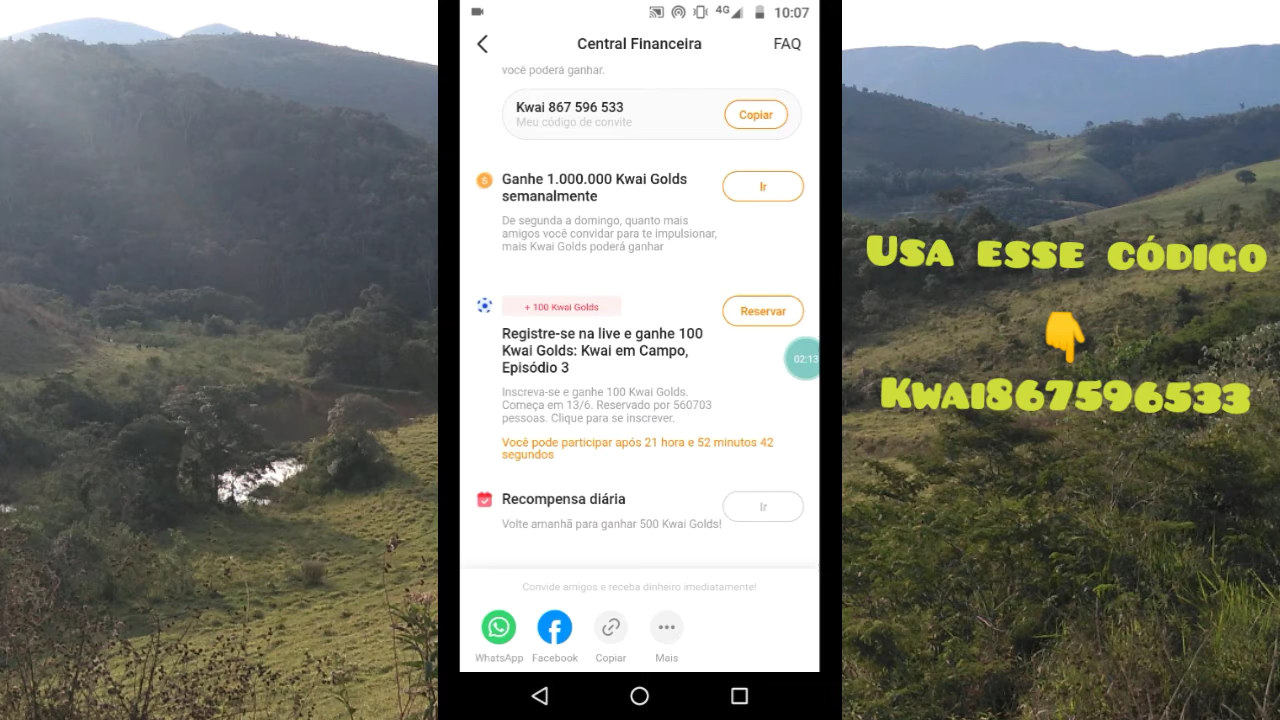 4G 10:07
Central Financeira
FAQ
você poderá ganhar.
Kwai 867 596 533
Meu código de convite
Copiar
Ganhe 1.000.000 Kwai Golds
semanalmente
Ir
De segunda a domingo, quanto mais
amigos você convidar para te impulsionar,
mais Kwai Golds poderá ganhar
+ 100 Kwai Golds
Reservar
Registre-se na live e ganhe 100
Kwai Golds: Kwai em Campo,
Episódio 3
02:13
Inscreva-se e ganhe 100 Kwai Golds.
Começa em 13/6. Reservado por 560703
pessoas. Clique para se inscrever.
Você pode participar após 21 hora e 52 minutos 42
segundos
Recompensa diária
Ir
Volte amanhã para ganhar 500 Kwai Golds!
Convide amigos e receba dinheiro imediatamente!
WhatsApp Facebook Copiar Mais
Usa esse código
Kwai867596533